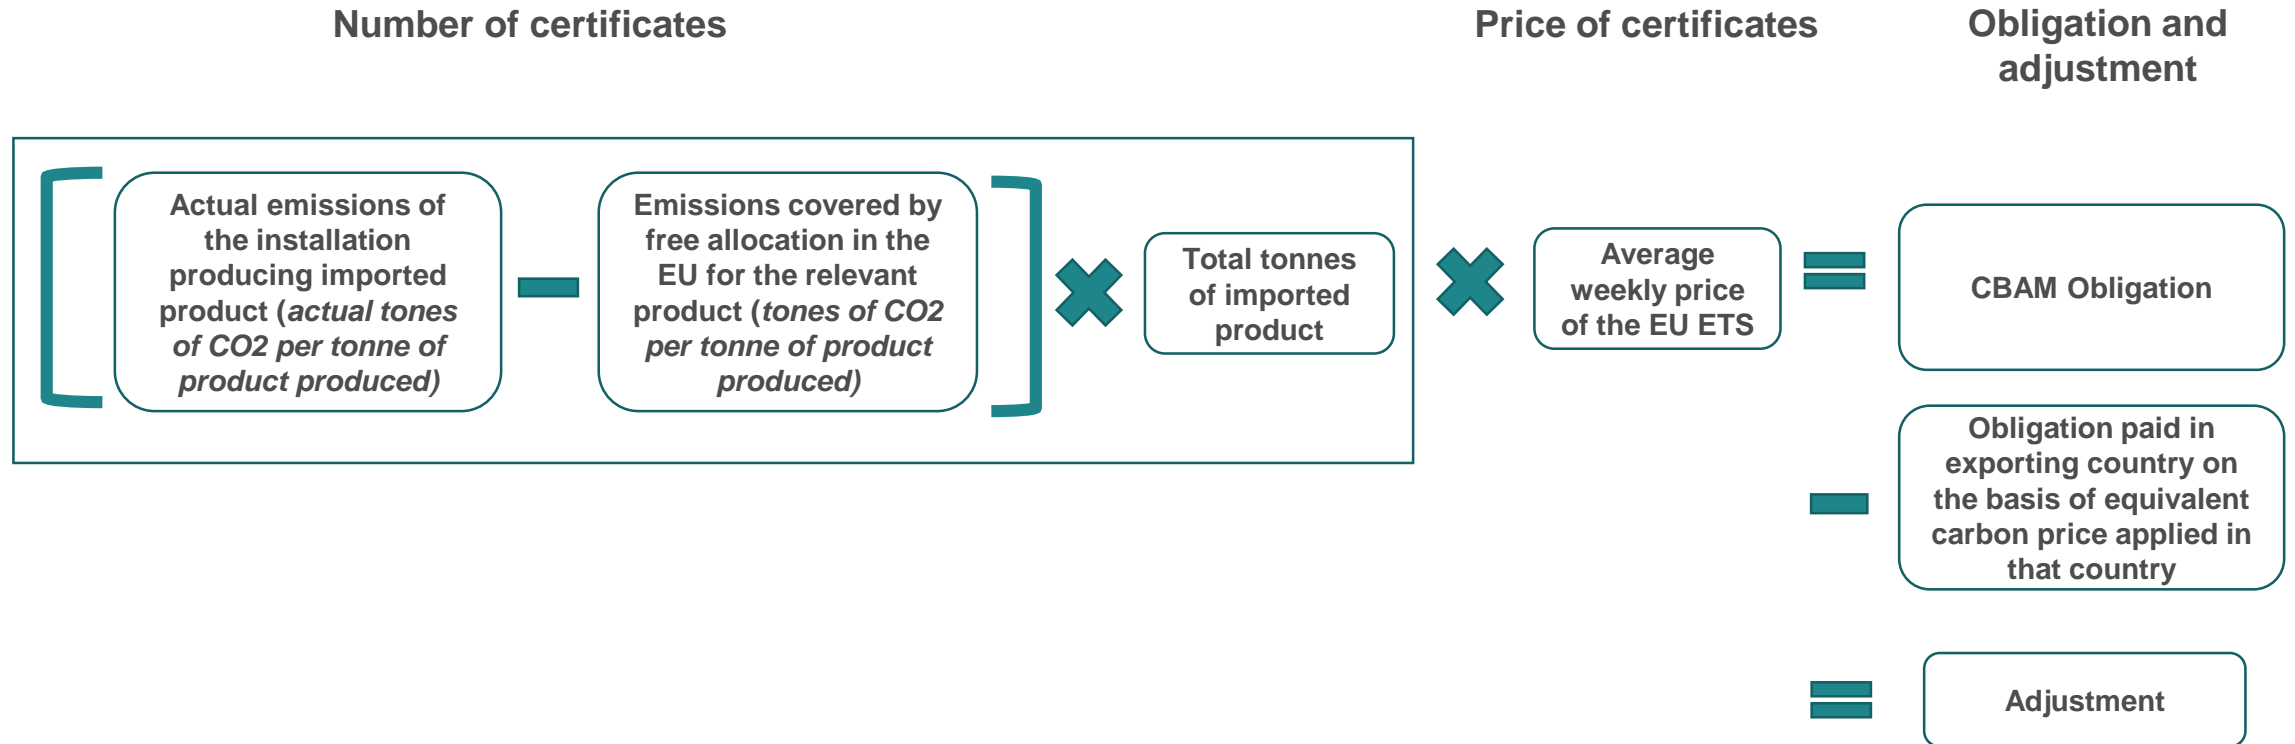 Number of certificates
Price of certificates
Obligation and
adjustment
Actual emissions of
the installation
producing imported
product (actual tones
of CO2 per tonne of
product produced)
Emissions covered by
free allocation in the
EU for the relevant
product (tones of CO2
per tonne of product
produced)
Total tonnes
of imported
product
Average
weekly price
of the EU ETS
CBAM Obligation
Obligation paid in
exporting country on
the basis of equivalent
carbon price applied in
that country
Adjustment